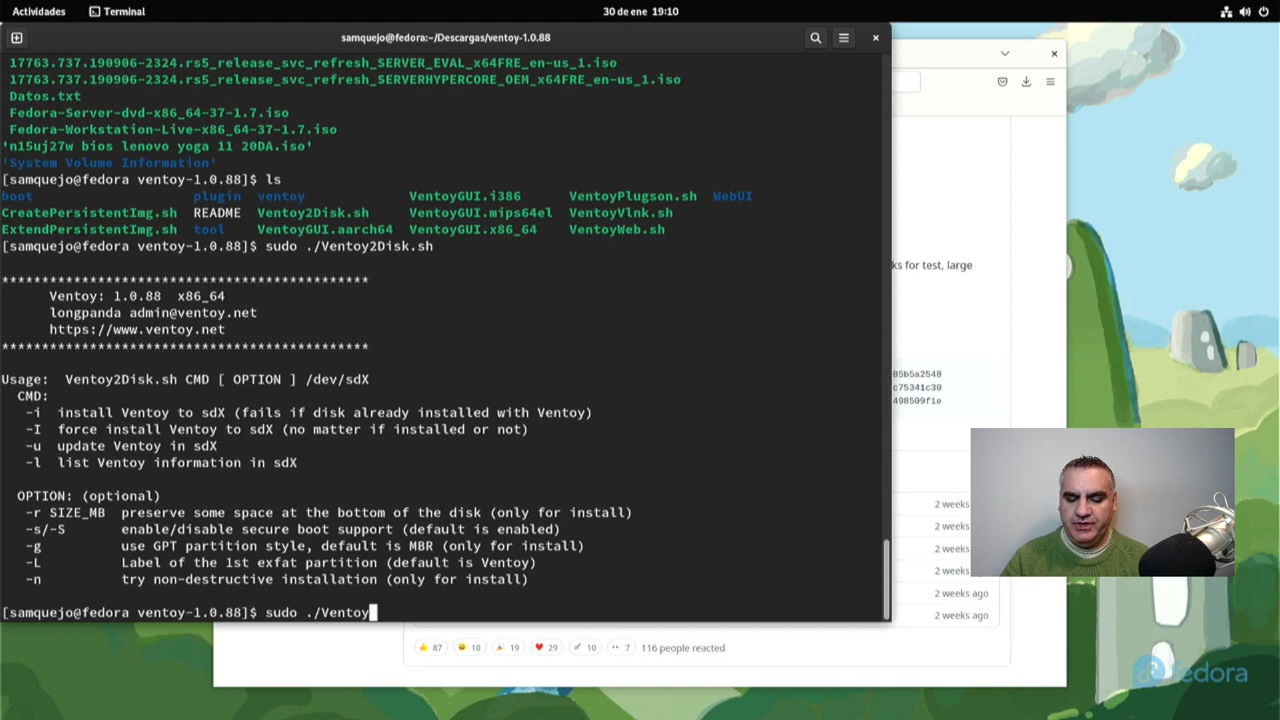 Actividades Terminal 30 de ene 19:10
samquejo@fedora:~/Descargas/ventoy-1.0.88
17763.737.190906-2324.rs5_release_svc_refresh_SERVER_EVAL_x64FRE_en-us_1.iso
17763.737.190906-2324.rs5_release_svc_refresh_SERVERHYPERCORE_OEM_x64FRE_en-us_1.iso
Datos.txt
Fedora-Server-dvd-x86_64-37-1.7.iso
Fedora-Workstation-Live-x86_64-37-1.7.iso
'n15uj27w bios lenovo yoga 11 20DA.iso'
'System Volume Information'
[samquejo@fedora ventoy-1.0.88]$ ls
boot plugin ventoy VentoyGUI.i386 VentoyPlugson.sh WebUI
CreatePersistentImg.sh README Ventoy2Disk.sh VentoyGUI.mips64el VentoyVlnk.sh
ExtendPersistentImg.sh tool VentoyGUI.aarch64 VentoyGUI.x86_64 VentoyWeb.sh
[samquejo@fedora ventoy-1.0.88]$ sudo ./Ventoy2Disk.sh
**********************************************
Ventoy: 1.0.88 x86_64
longpanda admin@ventoy.net
https://www.ventoy.net
**********************************************
Usage: Ventoy2Disk.sh CMD [ OPTION ] /dev/sdX
CMD:
-i install Ventoy to sdX (fails if disk already installed with Ventoy)
-I force install Ventoy to sdX (no matter if installed or not)
-u update Ventoy in sdX
-l list Ventoy information in sdX
OPTION: (optional)
-r SIZE_MB preserve some space at the bottom of the disk (only for install)
-s/-S enable/disable secure boot support (default is enabled)
-g use GPT partition style, default is MBR (only for install)
-L Label of the 1st exfat partition (default is Ventoy)
-n try non-destructive installation (only for install)
[samquejo@fedora ventoy-1.0.88]$ sudo ./Ventoy
ks for test, large
85b5a2548
c75341c30
498509f1e
2 weeks
2 weeks
2 weeks
2 weeks
2 weeks ago
2 weeks ago
87 10 19 29 10 7 116 people reacted
fedora